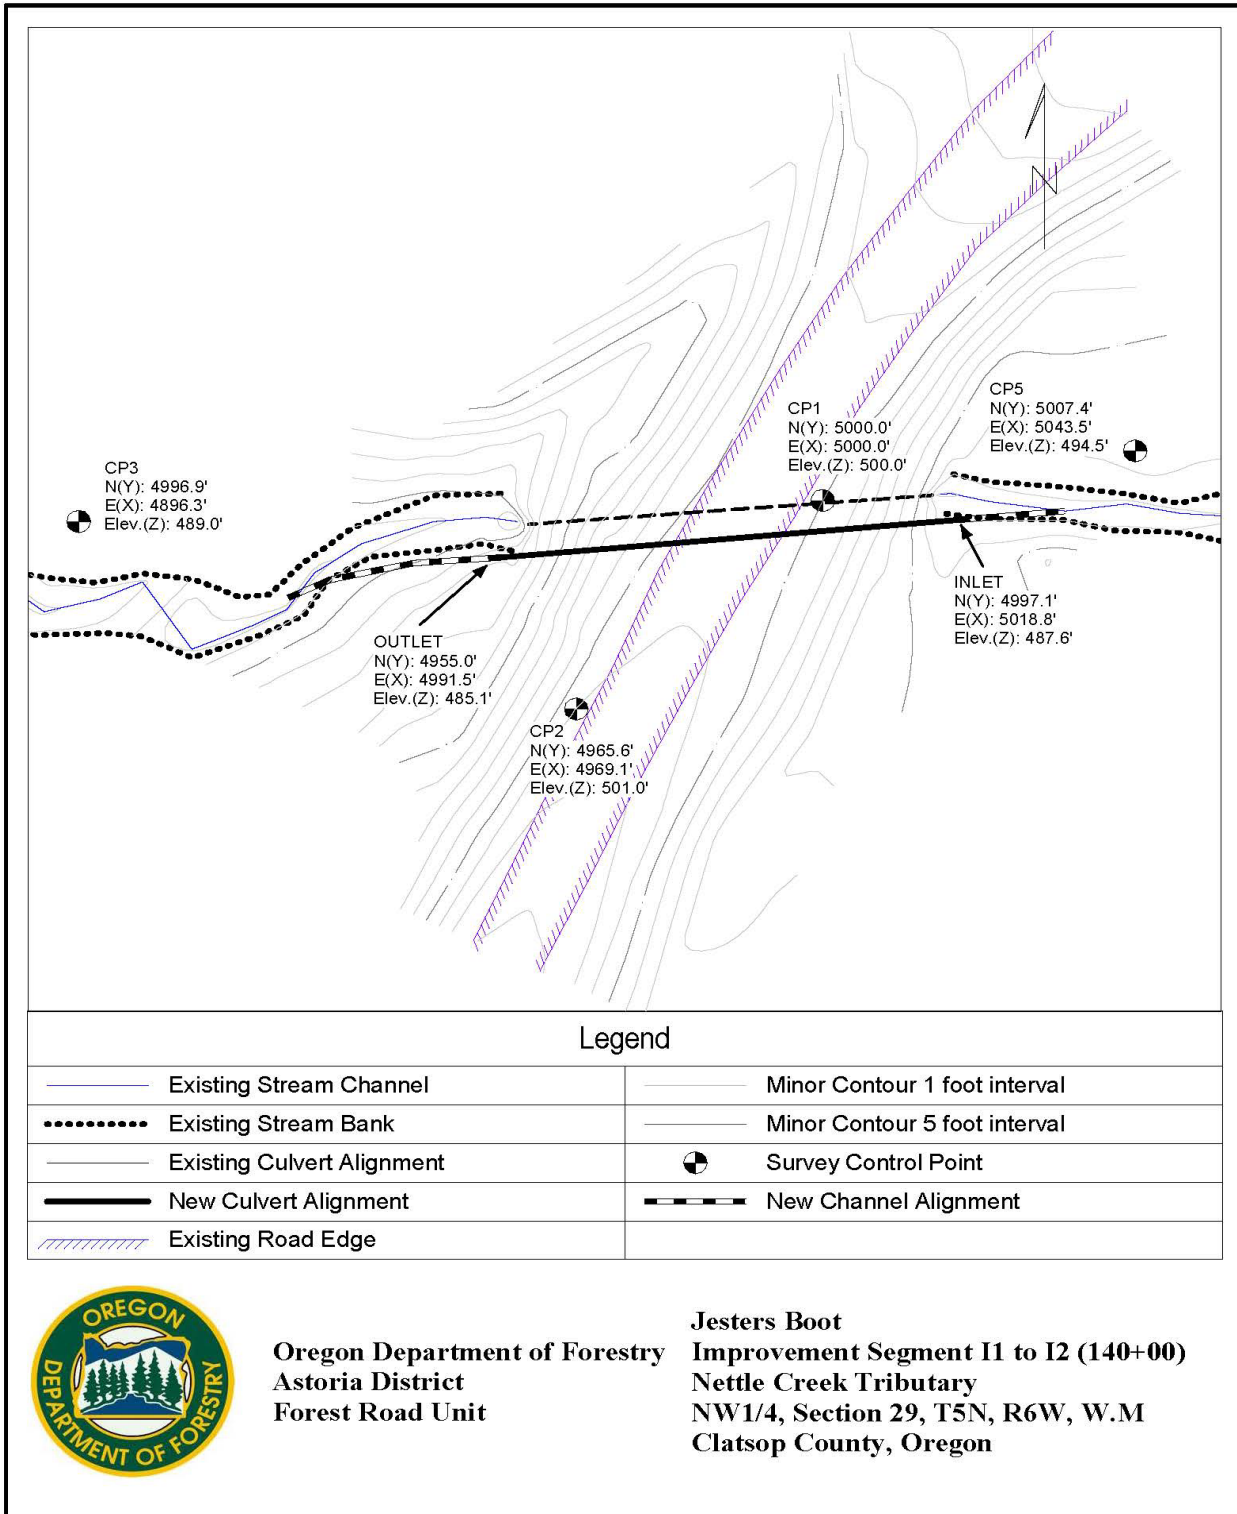 CP3
N(Y): 4996.9'
E(X): 4896.3'
Elev.(Z): 489.0'
CP1
N(Y): 5000.0'
E(X): 5000.0'
Elev.(Z): 500.0'
CP5
N(Y): 5007.4'
E(X): 5043.5'
Elev.(Z): 494.5'
N
INLET
N(Y): 4997.1'
E(X): 5018.8'
Elev.(Z): 487.6'
OUTLET
N(Y): 4955.0'
E(X): 4991.5'
Elev.(Z): 485.1'
CP2
N(Y): 4965.6'
E(X): 4969.1'
Elev.(Z): 501.0'
Legend
Existing Stream Channel
Minor Contour 1 foot interval
Existing Stream Bank
Minor Contour 5 foot interval
Existing Culvert Alignment
Survey Control Point
New Culvert Alignment
New Channel Alignment
Existing Road Edge
OREGON
DEPARTMENT OF FORESTRY
Oregon Department of Forestry
Astoria District
Forest Road Unit
Jesters Boot
Improvement Segment I1 to I2 (140+00)
Nettle Creek Tributary
NW1/4, Section 29, T5N, R6W, W.M
Clatsop County, Oregon